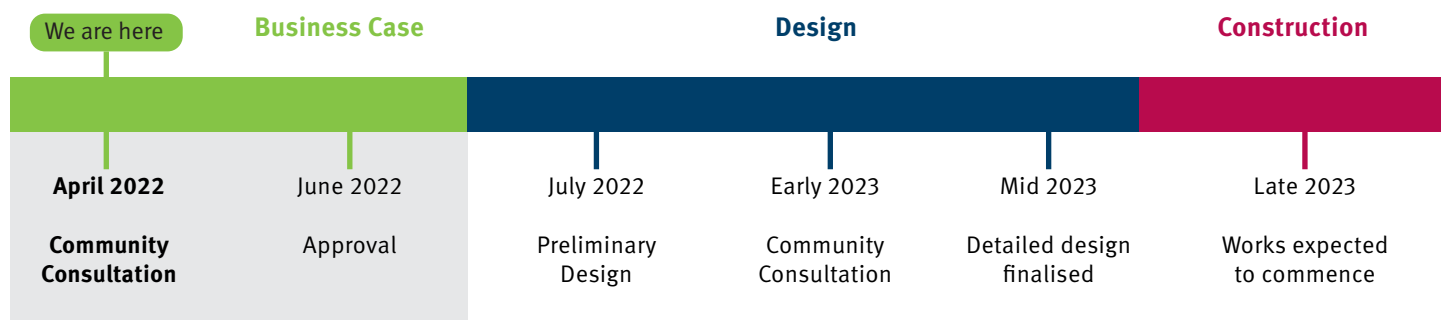 We are here
Business Case
Design
Construction
April 2022
June 2022
July 2022
Early 2023
Mid 2023
Late 2023
Community
Consultation
Approval
Preliminary
Design
Community
Consultation
Detailed design
finalised
Works expected
to commence